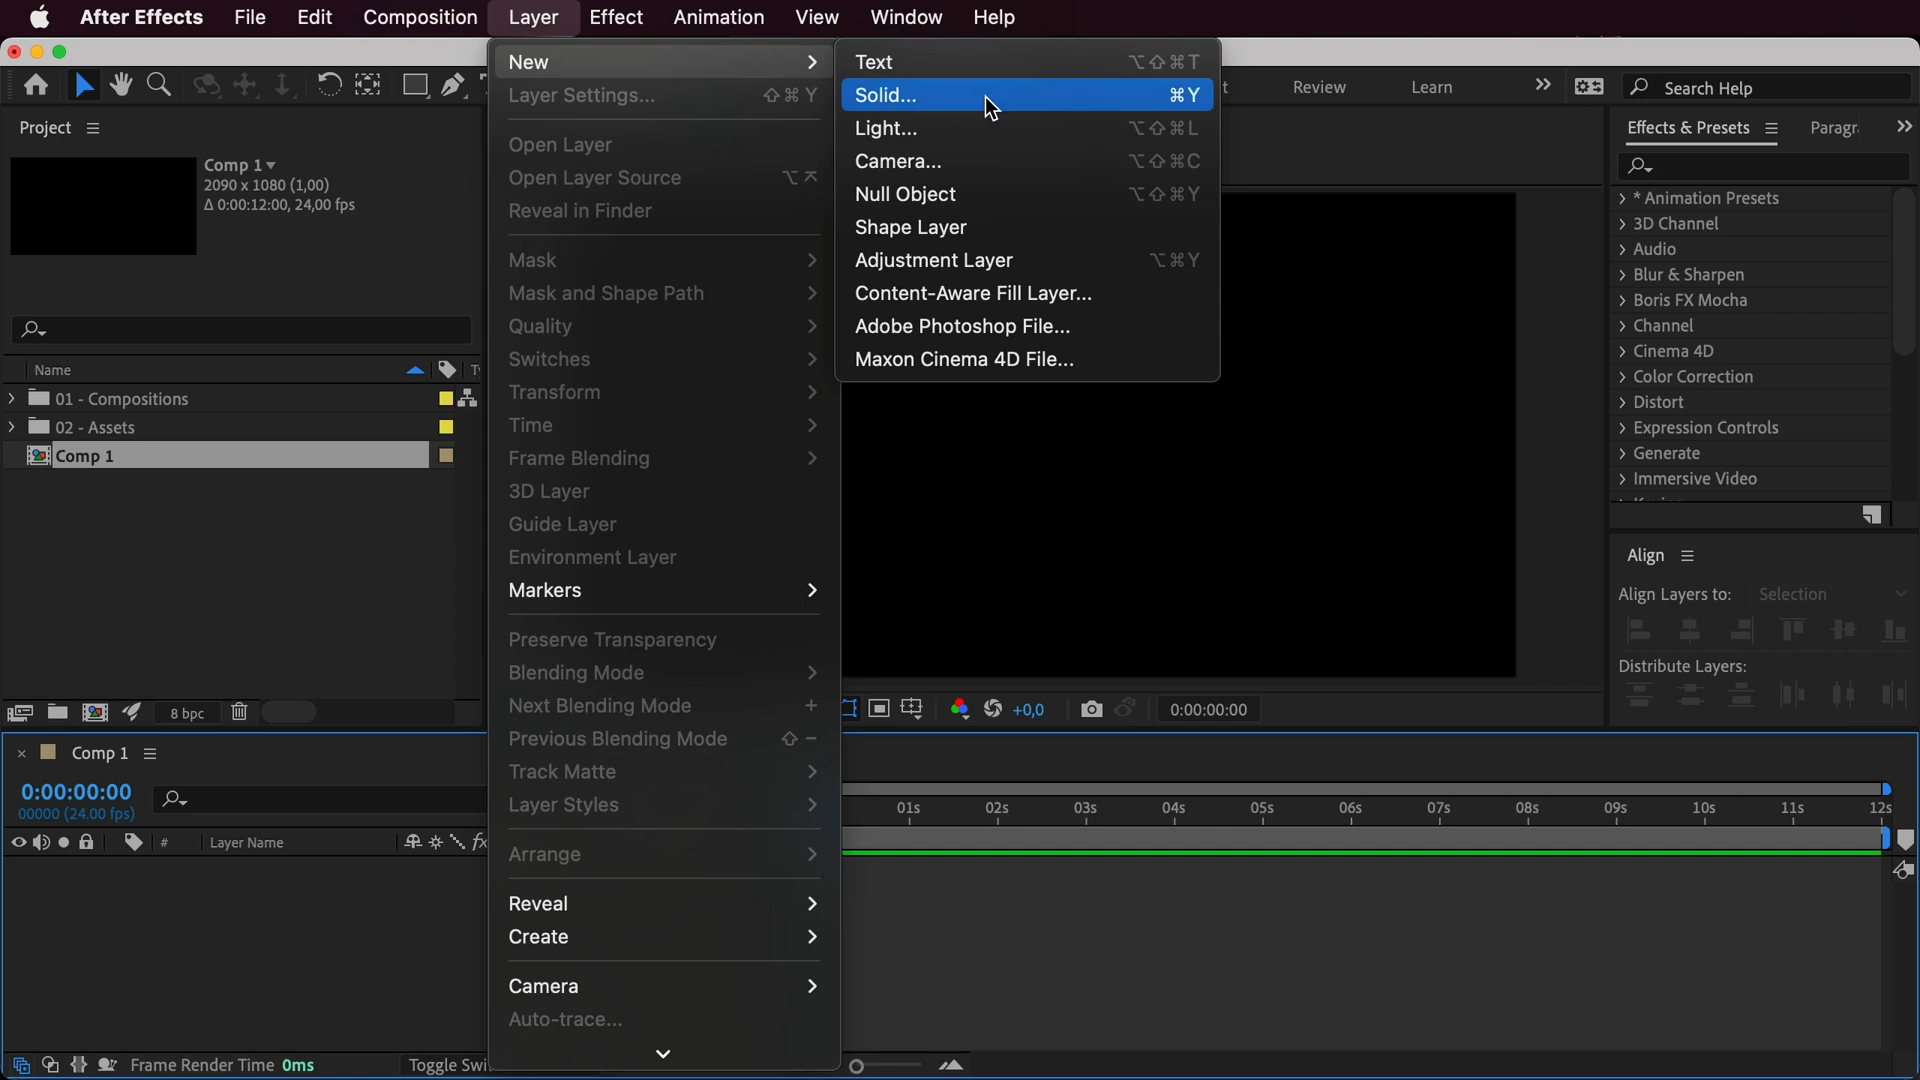 After Effects File Edit Composition Layer Effect Animation View Window Help
Review Learn Search Help
Project
Comp 1
2090 x 1080 (1,00)
Δ 0:00:12:00, 24,00 fps
Name
01 - Compositions
02 - Assets
Comp 1
8 bpc
New
Layer Settings... ⇧⌘Y
Open Layer
Open Layer Source ⌥⌤
Reveal in Finder
Mask
Mask and Shape Path
Quality
Switches
Transform
Time
Frame Blending
3D Layer
Guide Layer
Environment Layer
Markers
Preserve Transparency
Blending Mode
Next Blending Mode +
Previous Blending Mode ⇧ −
Track Matte
Layer Styles
Arrange
Reveal
Create
Camera
Auto-trace...
Text ⌥⇧⌘T
Solid... ⌘Y
Light... ⌥⇧⌘L
Camera... ⌥⇧⌘C
Null Object ⌥⇧⌘Y
Shape Layer
Adjustment Layer ⌥⌘Y
Content-Aware Fill Layer...
Adobe Photoshop File...
Maxon Cinema 4D File...
+0,0 0:00:00:00
Effects & Presets Paragr
* Animation Presets
3D Channel
Audio
Blur & Sharpen
Boris FX Mocha
Channel
Cinema 4D
Color Correction
Distort
Expression Controls
Generate
Immersive Video
Align
Align Layers to: Selection
Distribute Layers:
Comp 1
0:00:00:00
00000 (24.00 fps)
# Layer Name fx
01s 02s 03s 04s 05s 06s 07s 08s 09s 10s 11s 12s
Frame Render Time 0ms Toggle Swi